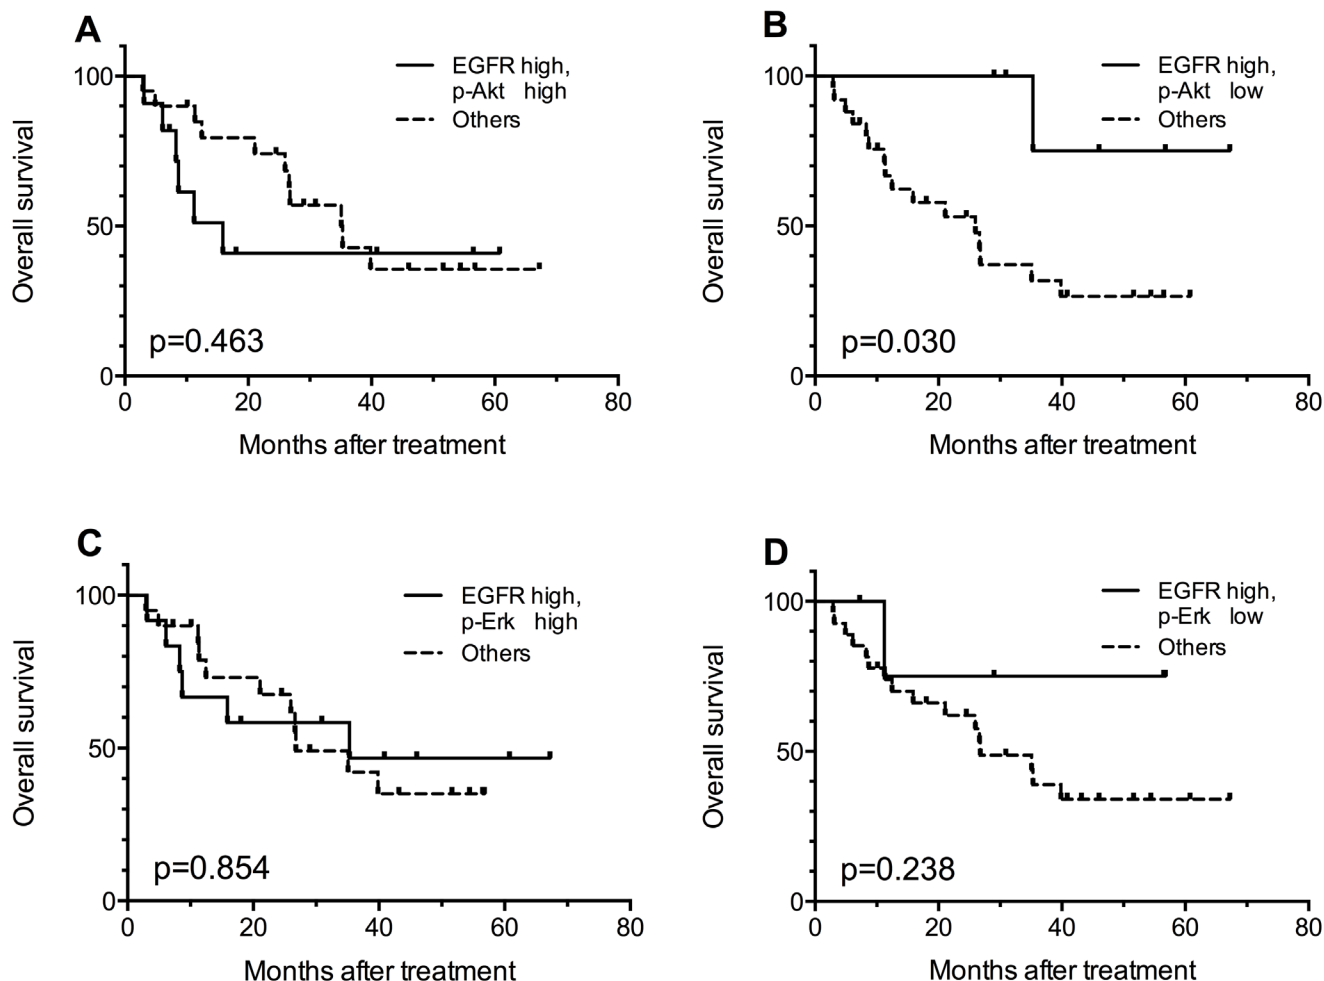 A
EGFR high,
p-Akt high
Others
100
50
0
Overall survival
p=0.463
0 20 40 60 80
Months after treatment
B
EGFR high,
p-Akt low
Others
100
50
0
Overall survival
p=0.030
0 20 40 60 80
Months after treatment
C
EGFR high,
p-Erk high
Others
100
50
0
Overall survival
p=0.854
0 20 40 60 80
Months after treatment
D
EGFR high,
p-Erk low
Others
100
50
0
Overall survival
p=0.238
0 20 40 60 80
Months after treatment